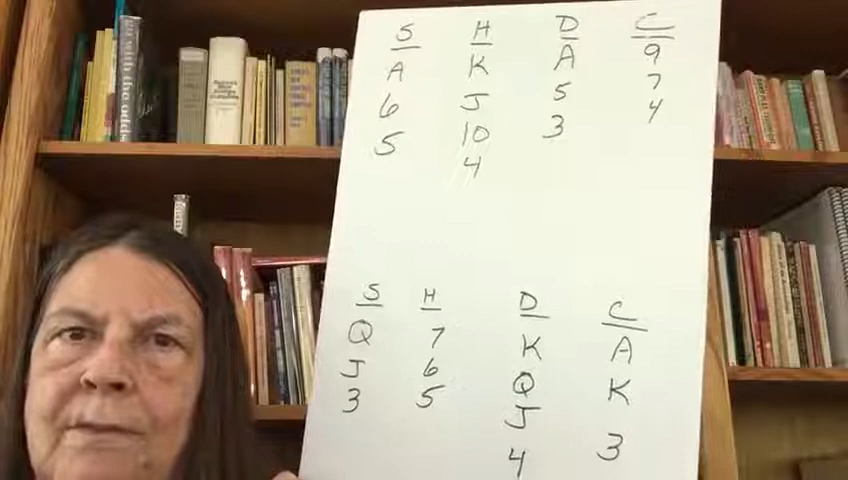 S H D C
A K A 9
6 J 5 7
5 10 3 4
4
S H D C
Q 7 K A
J 6 Q K
3 5 J 3
4
with the odds